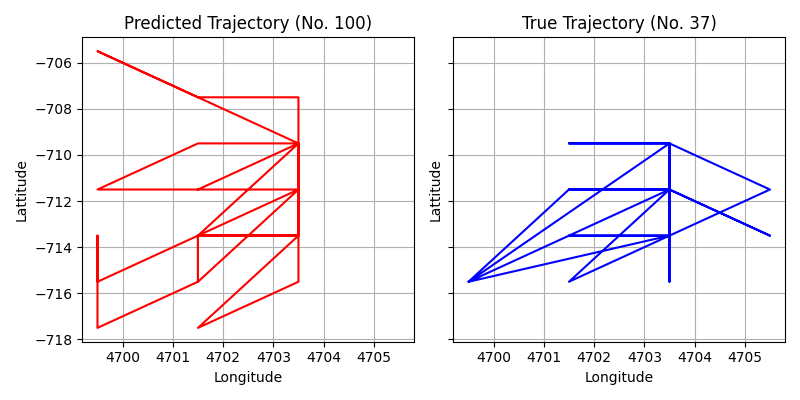 Predicted Trajectory (No. 100)
True Trajectory (No. 37)
−706
−708
−710
−712
−714
−716
−718
Lattitude
Lattitude
4700 4701 4702 4703 4704 4705
4700 4701 4702 4703 4704 4705
Longitude
Longitude